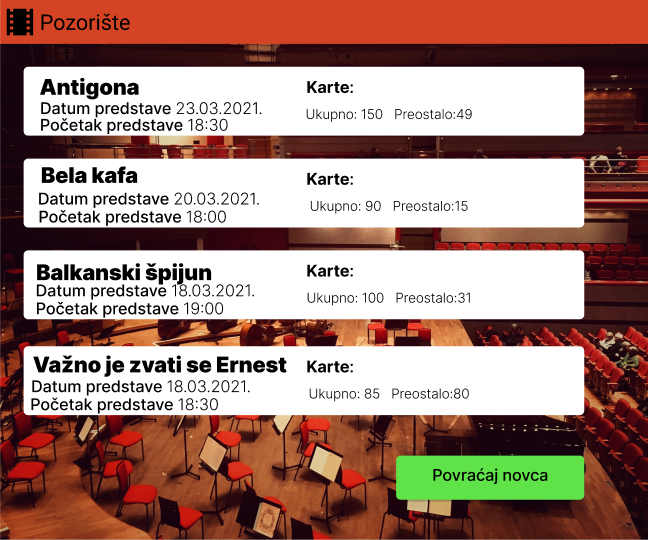 Pozorište
Antigona
Datum predstave 23.03.2021.
Početak predstave 18:30
Karte:
Ukupno: 150 Preostalo:49
Bela kafa
Datum predstave 20.03.2021.
Početak predstave 18:00
Karte:
Ukupno: 90 Preostalo:15
Balkanski špijun
Datum predstave 18.03.2021.
Početak predstave 19:00
Karte:
Ukupno: 100 Preostalo:31
Važno je zvati se Ernest
Datum predstave 18.03.2021.
Početak predstave 18:30
Karte:
Ukupno: 85 Preostalo:80
Povraćaj novca